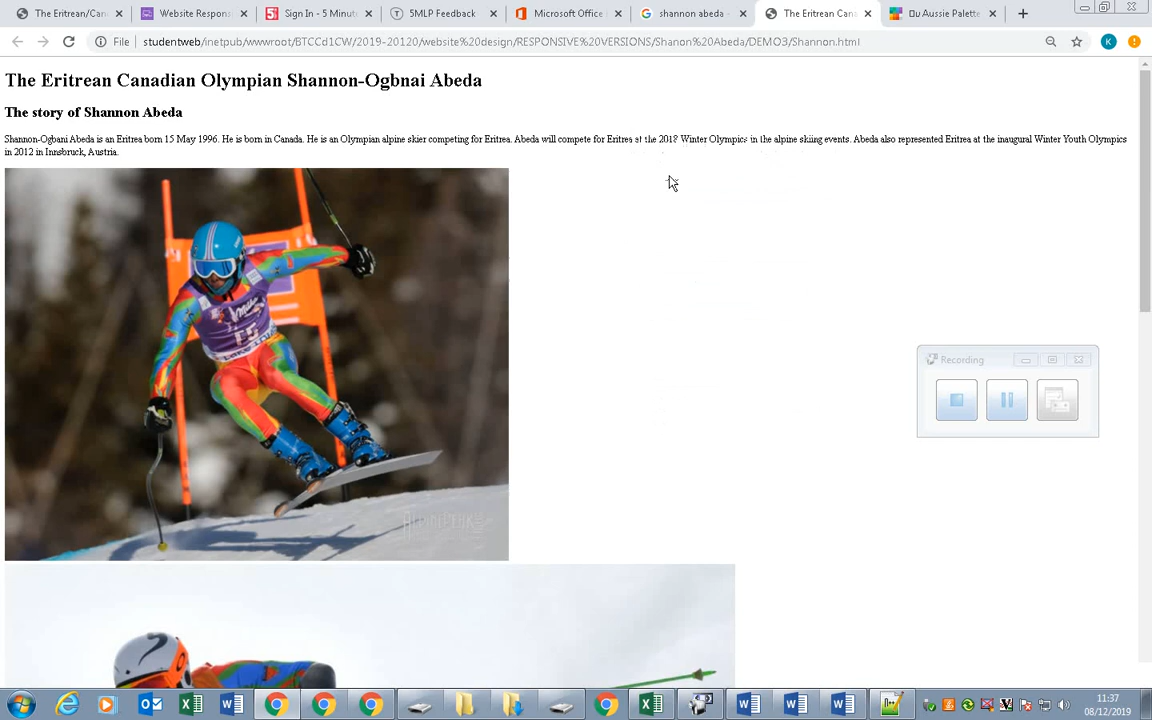 The Eritrean/Can
Website Respons
Sign In - 5 Minute
5MLP Feedback
Microsoft Office
shannon abeda -
The Eritrean Can
Aussie Palette
File
studentweb/inetpub/wwwroot/BTCCd1CW/2019-20120/website%20design/RESPONSIVE%20VERSIONS/Shanon%20Abeda/DEMO3/Shannon.html
K
The Eritrean Canadian Olympian Shannon-Ogbnai Abeda
The story of Shannon Abeda
Shannon-Ogbani Abeda is an Eritrea born 15 May 1996. He is born in Canada. He is an Olympian alpine skier competing for Eritrea. Abeda will compete for Eritrea at the 2018 Winter Olympics in the alpine skiing events. Abeda also represented Eritrea at the inaugural Winter Youth Olympics
in 2012 in Innsbruck, Austria.
Recording
11:37
08/12/2019